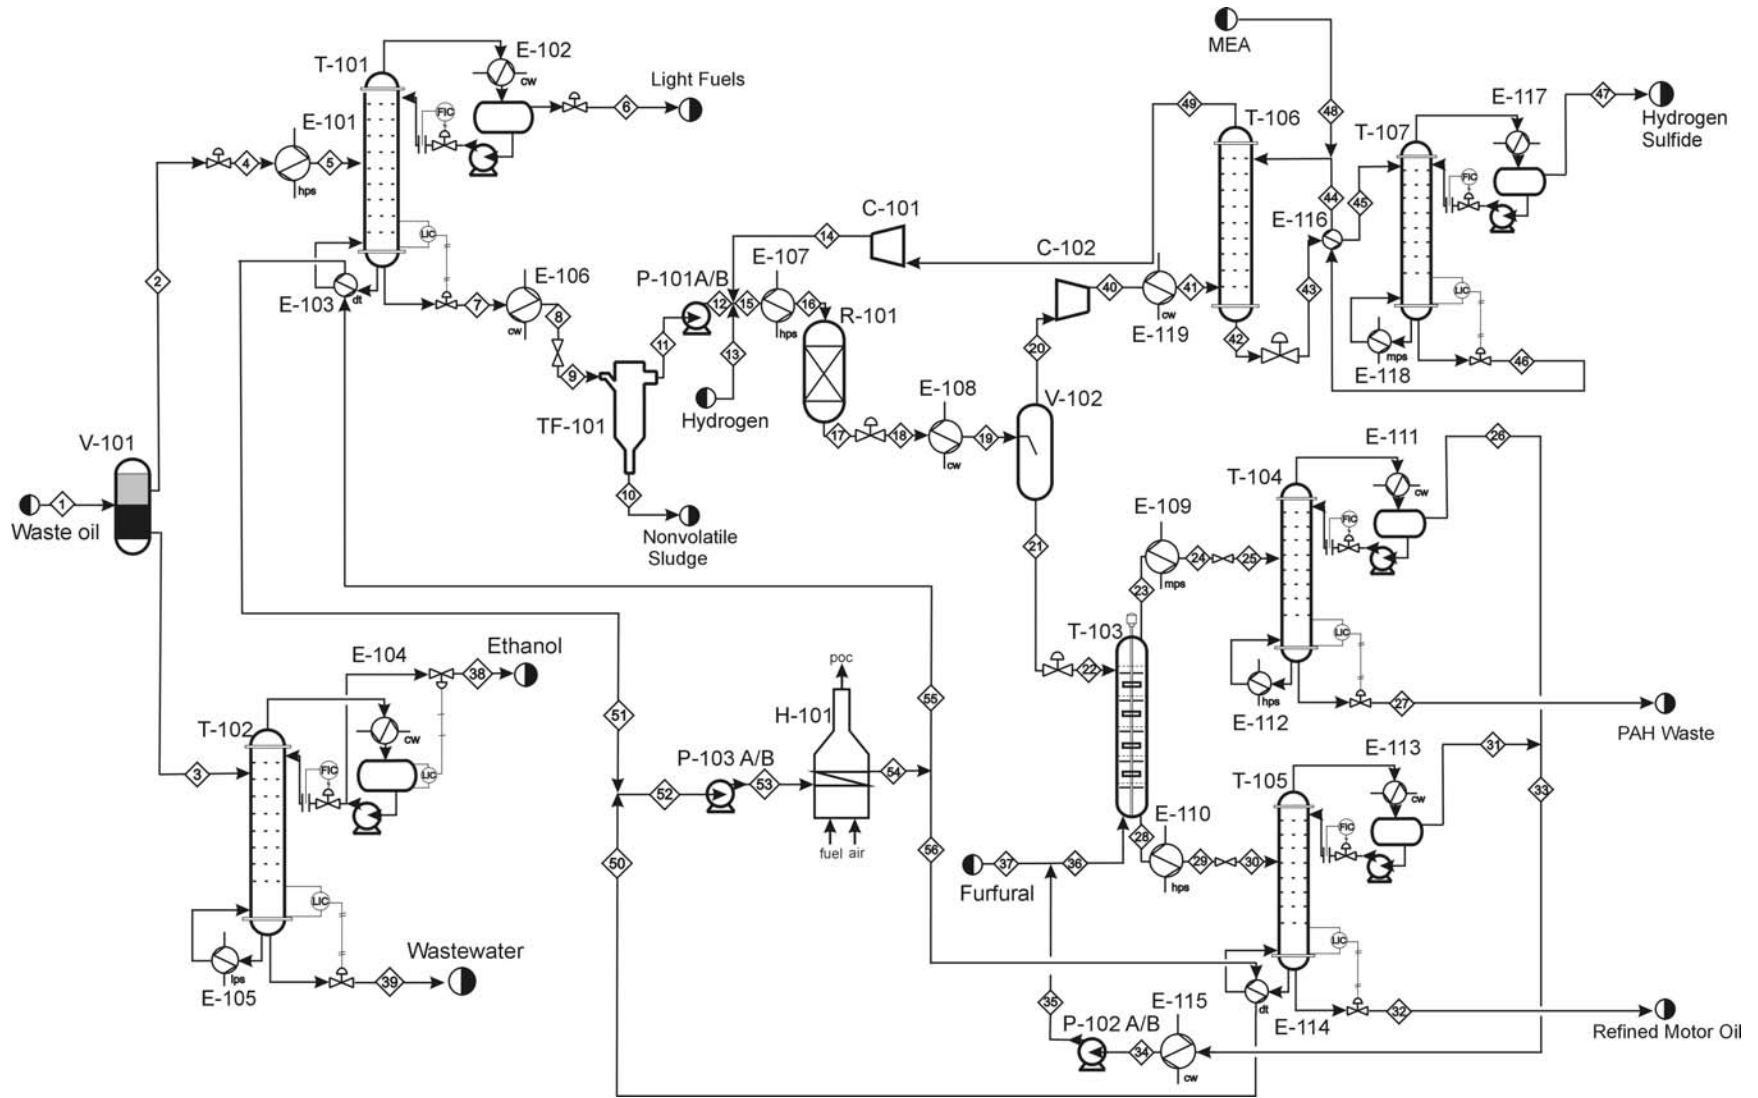 MEA
E-102
T-101
cw
Light Fuels
6
FIC
E-101
4
5
hps
LIC
E-103
dt
2
7
E-106
cw
8
9
TF-101
10
Nonvolatile
Sludge
11
P-101A/B
12
15
13
Hydrogen
14
C-101
E-107
16
hps
R-101
17
18
E-108
19
cw
V-102
20
21
C-102
40
41
E-119
cw
49
T-106
42
43
44
45
48
E-116
T-107
E-117
47
Hydrogen
Sulfide
FIC
LIC
mps
E-118
46
V-101
1
Waste oil
3
Ethanol
E-104
38
T-102
cw
FIC
LIC
LIC
lps
E-105
Wastewater
39
51
52
50
P-103 A/B
53
poc
H-101
54
fuel
air
55
56
T-103
22
23
E-109
24
25
mps
28
E-110
29
30
hps
37
36
Furfural
35
P-102 A/B
34
E-115
cw
T-104
E-111
cw
26
FIC
LIC
hps
E-112
27
PAH Waste
E-113
31
T-105
cw
33
FIC
LIC
dt
E-114
32
Refined Motor Oil